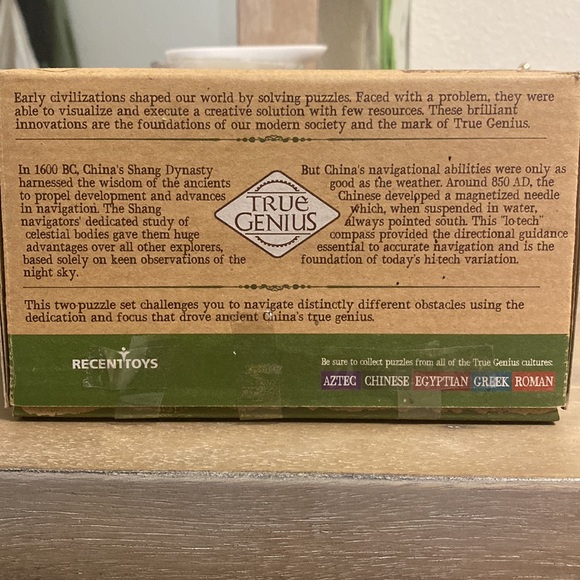 Early civilizations shaped our world by solving puzzles. Faced with a problem, they were
able to visualize and execute a creative solution with few resources. These brilliant
innovations are the foundations of our modern society and the mark of True Genius.
In 1600 BC, China's Shang Dynasty
harnessed the wisdom of the ancients
to propel development and advances
in navigation. The Shang
navigators' dedicated study of
celestial bodies gave them huge
advantages over all other explorers,
based solely on keen observations of the
night sky.
TRUE
GENIUS
But China's navigational abilities were only as
good as the weather. Around 850 AD, the
Chinese developed a magnetized needle
which, when suspended in water,
always pointed south. This "lo-tech"
compass provided the directional guidance
essential to accurate navigation and is the
foundation of today's hi-tech variation.
This two-puzzle set challenges you to navigate distinctly different obstacles using the
dedication and focus that drove ancient China's true genius.
RECENTTOYS
Be sure to collect puzzles from all of the True Genius cultures:
AZTEC CHINESE EGYPTIAN GREEK ROMAN